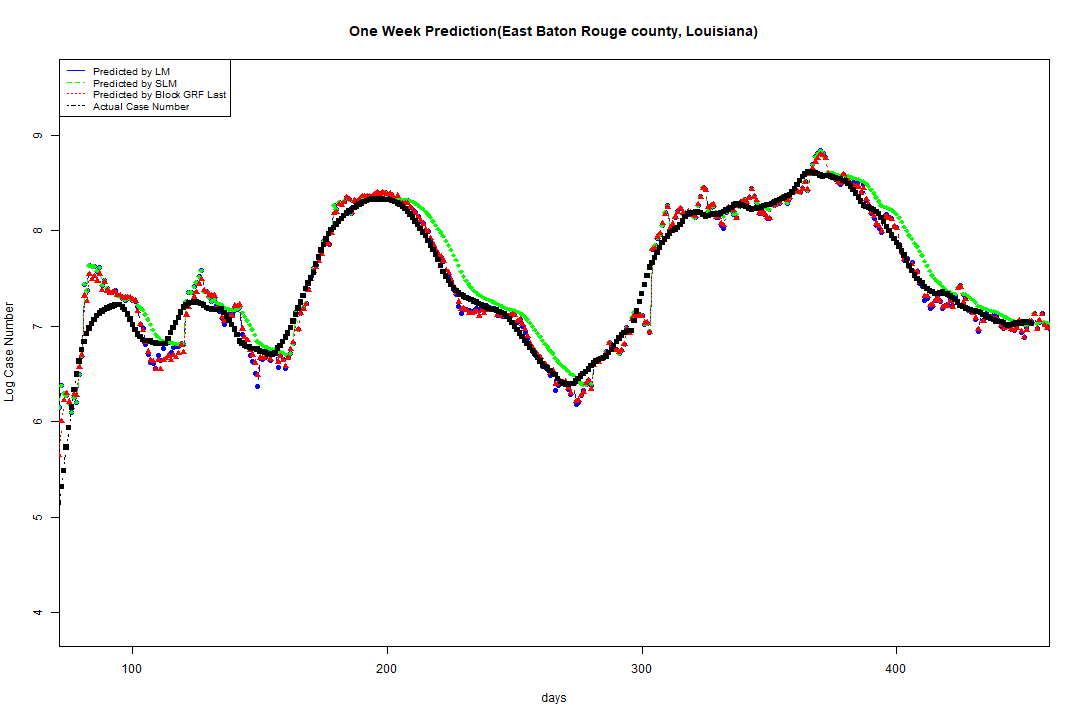 One Week Prediction(East Baton Rouge county, Louisiana)
Predicted by LM
Predicted by SLM
Predicted by Block GRF Last
Actual Case Number
9
8
7
6
5
4
Log Case Number
100 200 300 400
days